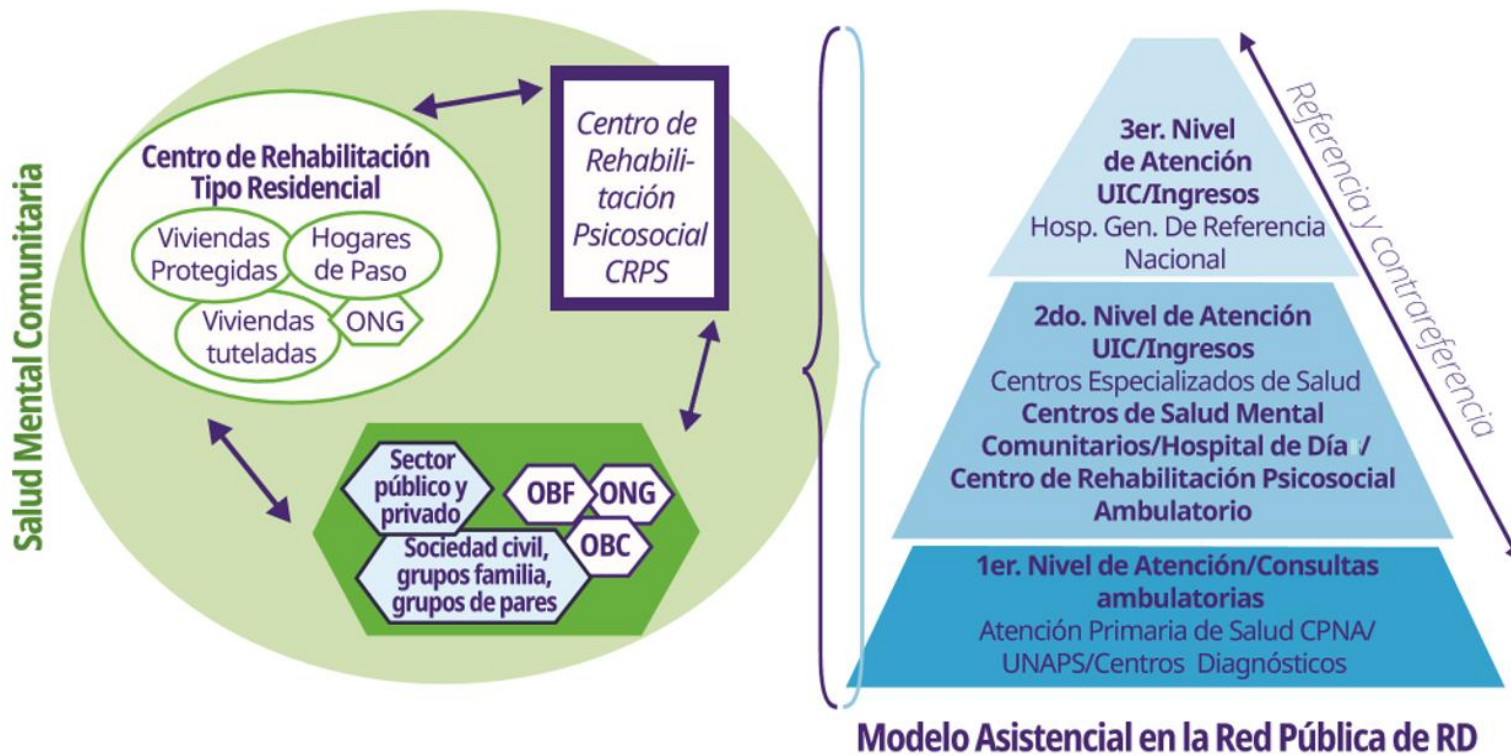 Salud Mental Comunitaria
Centro de Rehabilitación
Tipo Residencial
Viviendas
Protegidas
Hogares
de Paso
Viviendas
tuteladas
ONG
Centro de
Rehabili-
tación
Psicosocial
CRPS
Sector
público y
privado
OBF
ONG
OBC
Sociedad civil,
grupos familia,
grupos de pares
3er. Nivel
de Atención
UIC/Ingresos
Hosp. Gen. De Referencia
Nacional
2do. Nivel de Atención
UIC/Ingresos
Centros Especializados de Salud
Centros de Salud Mental
Comunitarios/Hospital de Día /
Centro de Rehabilitación Psicosocial
Ambulatorio
1er. Nivel de Atención/Consultas
ambulatorias
Atención Primaria de Salud CPNA/
UNAPS/Centros Diagnósticos
Referencia y contrareferencia
Modelo Asistencial en la Red Pública de RD